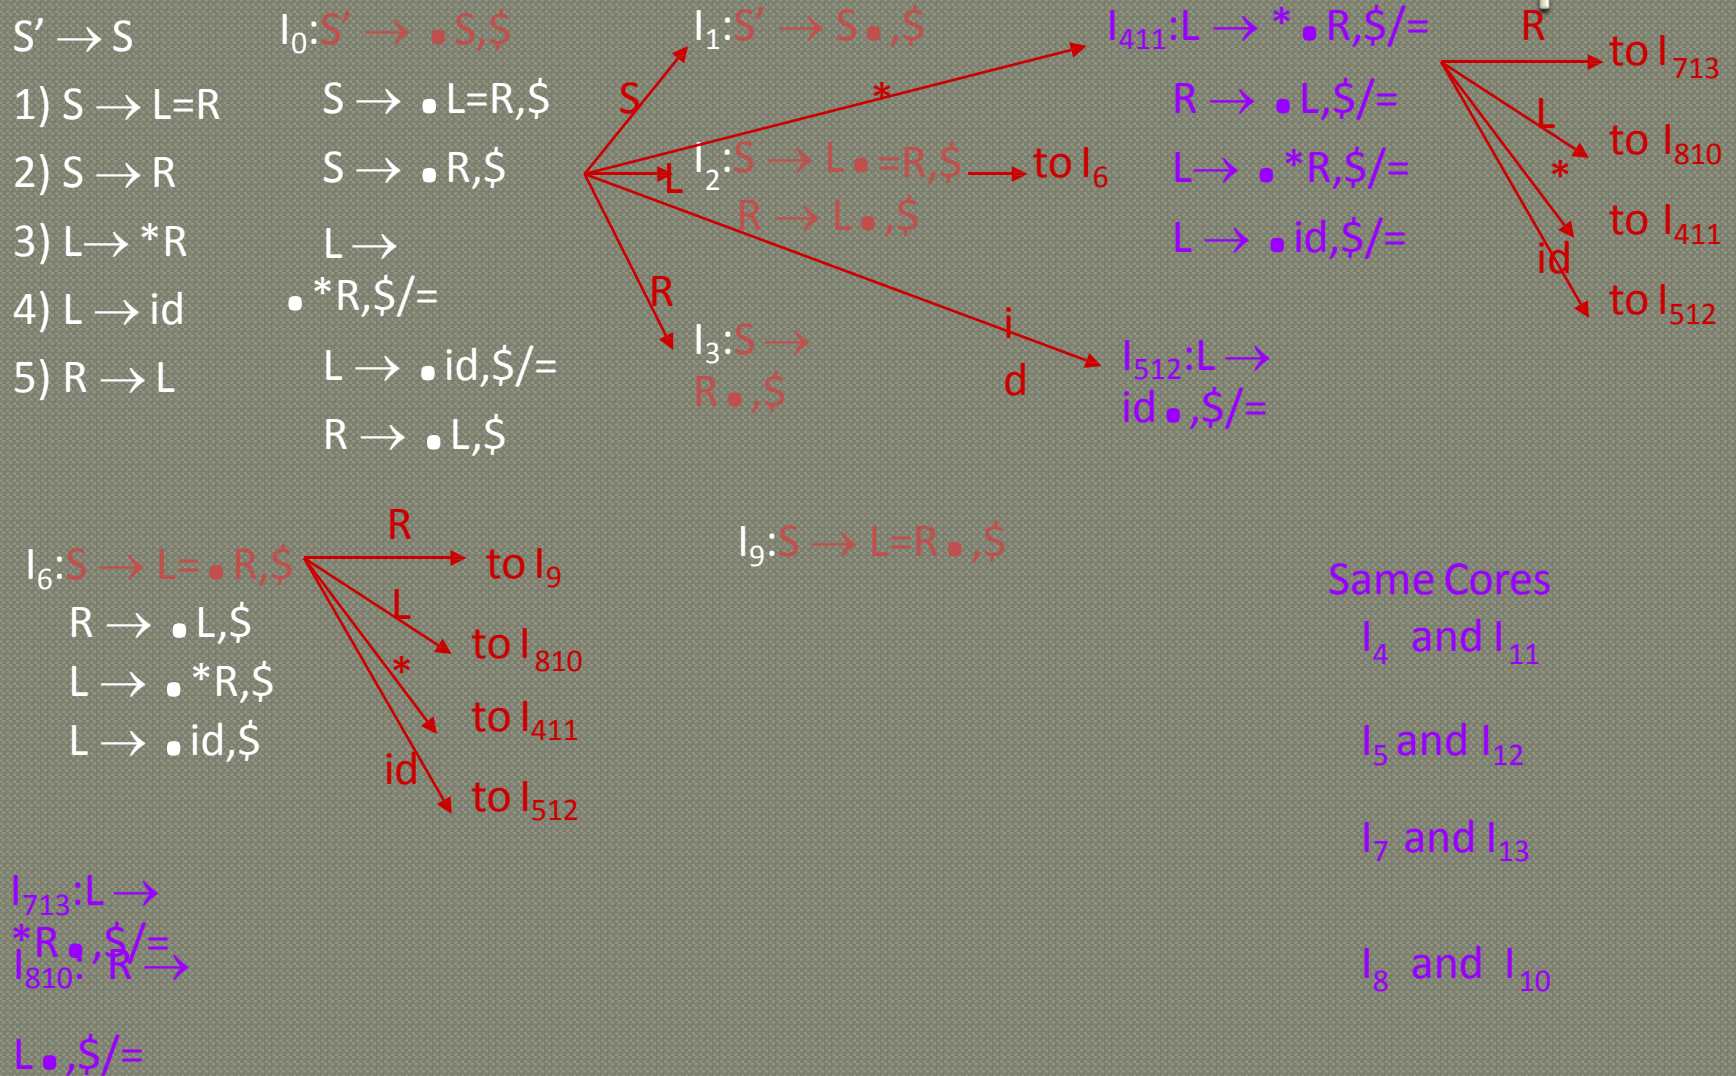 S′ → S
1) S → L=R
2) S → R
3) L→ *R
4) L → id
5) R → L
I0:S′ → .S,$
S → .L=R,$
S → .R,$
L →
.*R,$/=
L → .id,$/=
R → .L,$
S
*
L
R
i
d
I1:S′ → S.,$
I2:S → L.=R,$
R → L.,$
to I6
I3:S →
R.,$
I411:L → *.R,$/=
R → .L,$/=
L→ .*R,$/=
L → .id,$/=
R
to I713
L
to I810
*
to I411
id
to I512
I512:L →
id.,$/=
I6:S → L=.R,$
R → .L,$
L → .*R,$
L → .id,$
R
to I9
L
to I810
*
to I411
id
to I512
I9:S → L=R.,$
Same Cores
I4 and I11
I5 and I12
I7 and I13
I8 and I10
I713:L →
*R.,$/=
I810: R →
L.,$/=